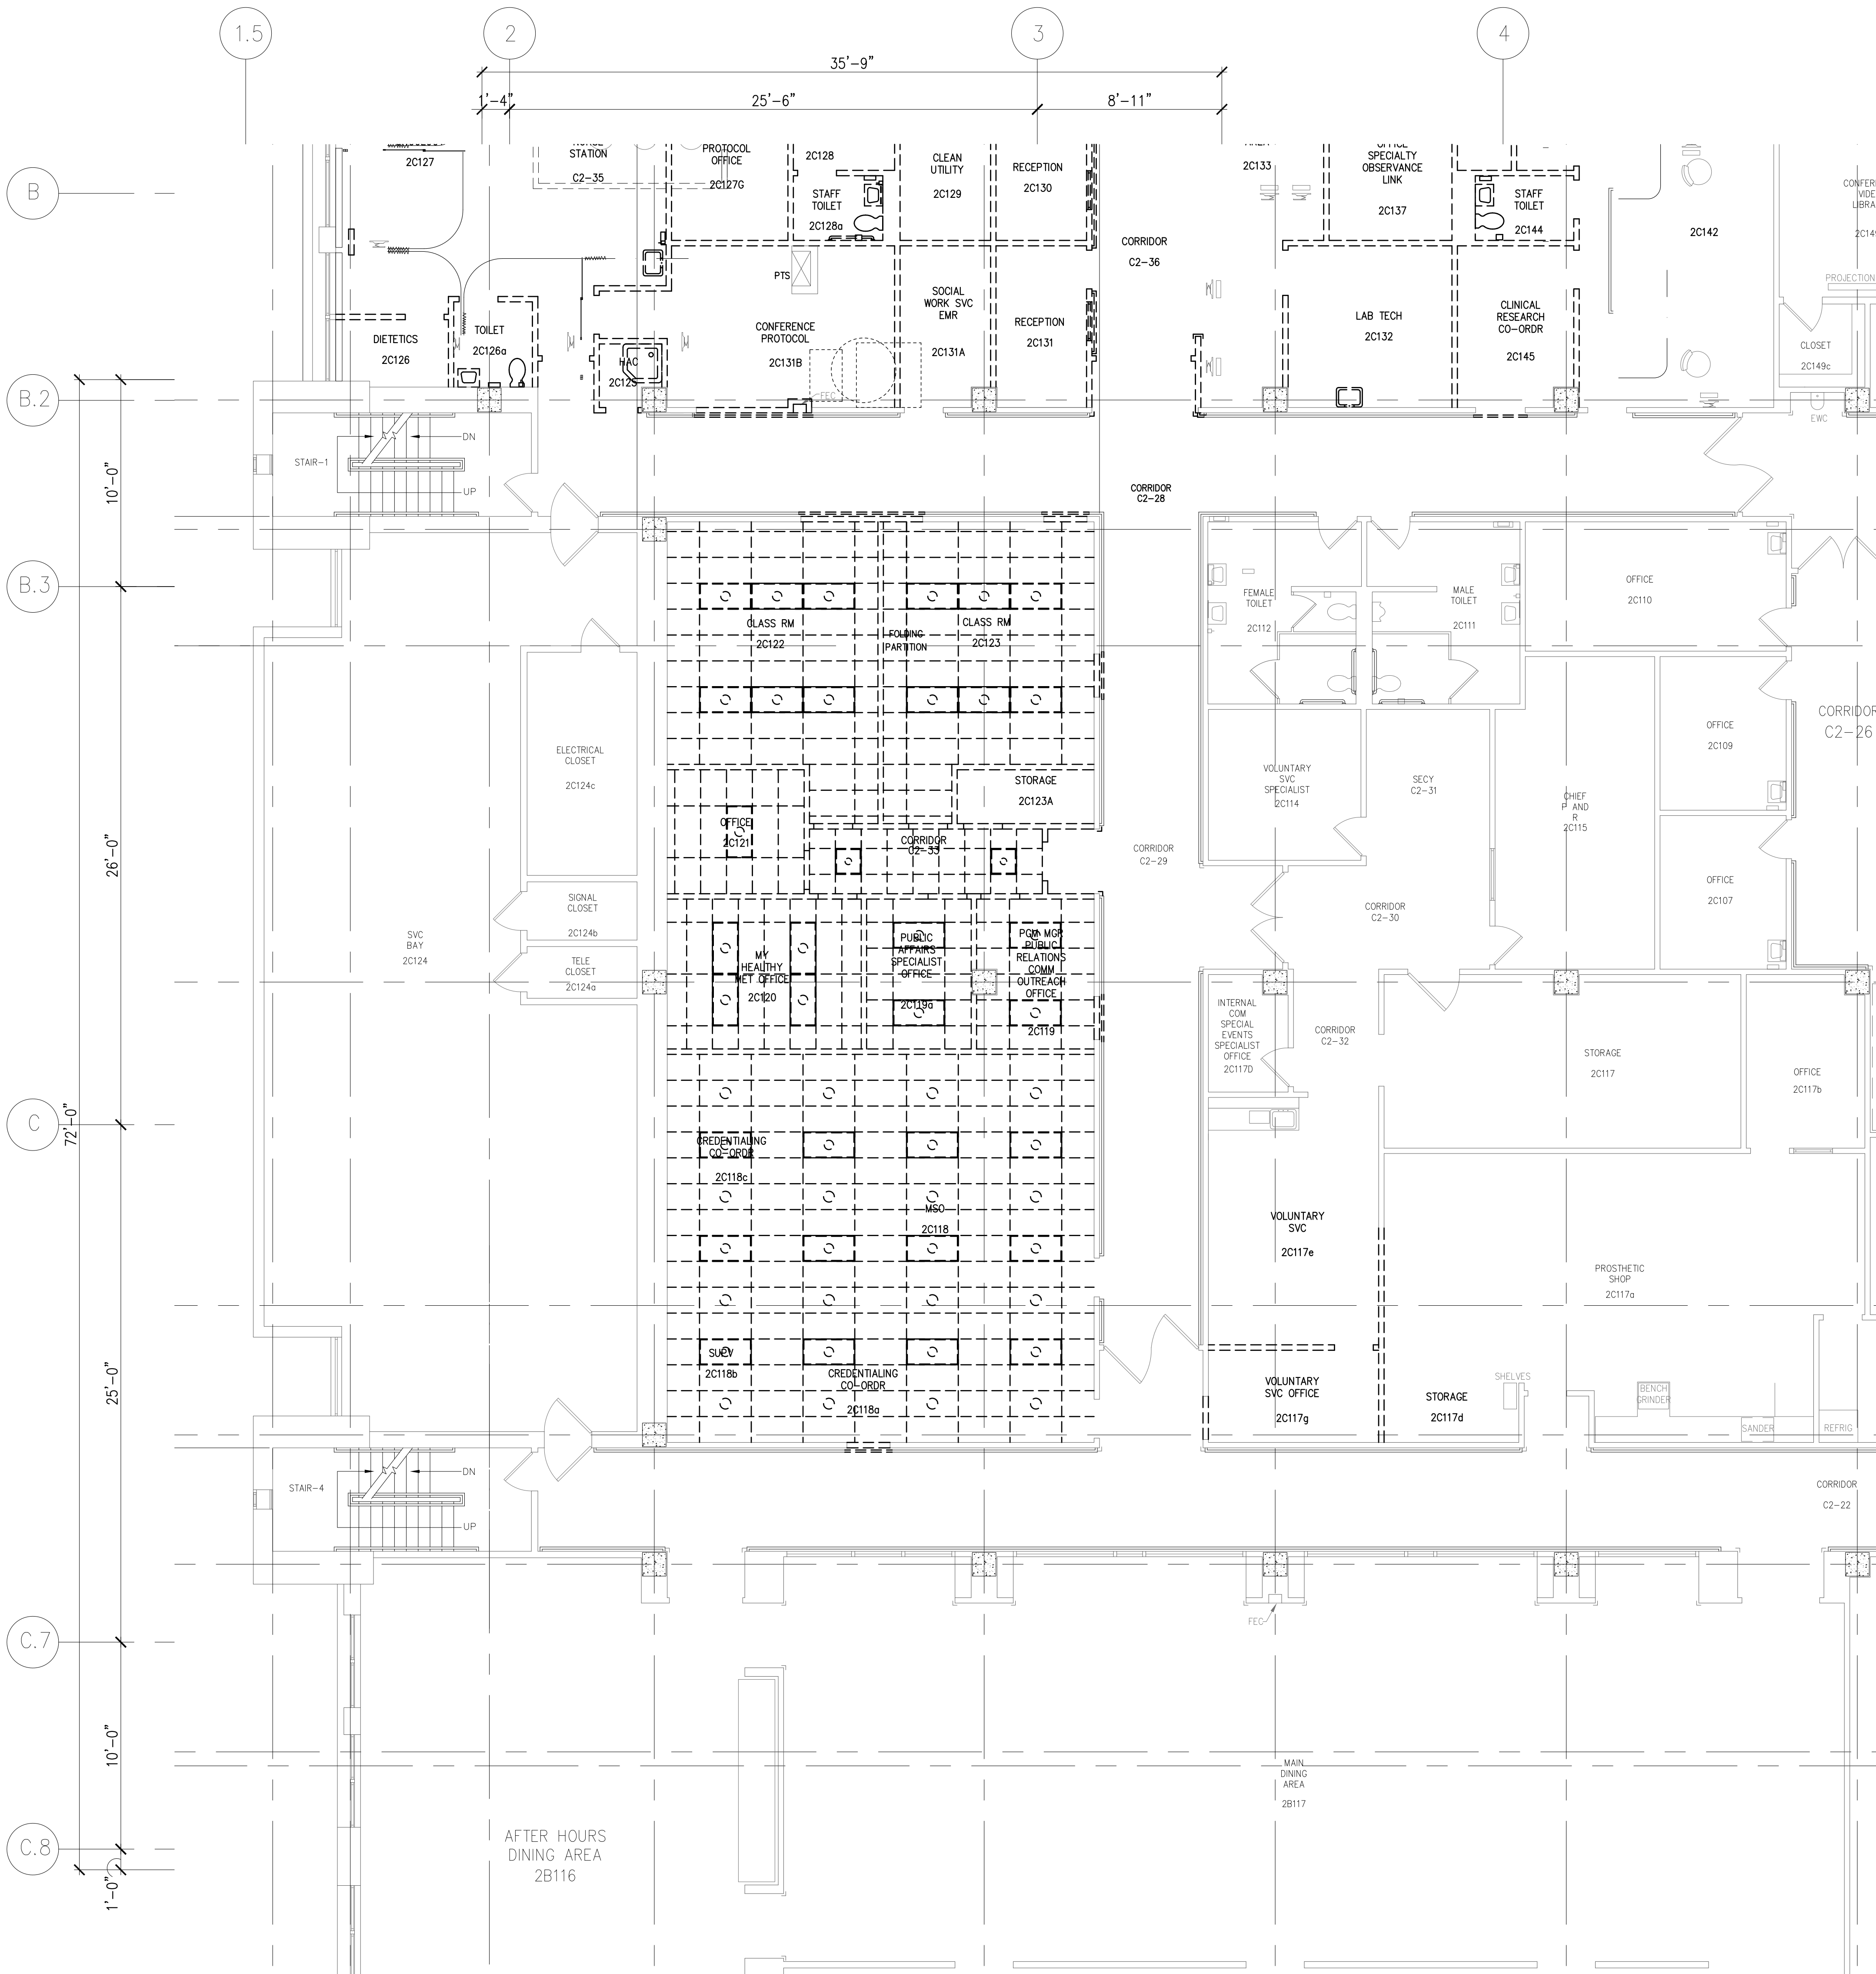 1.5
2
3
4
35'-9"
1'-4"
25'-6"
8'-11"
B
B.2
B.3
C
C.7
C.8
10'-0"
26'-0"
72'-0"
25'-0"
10'-0"
1'-0"
2C127
STATION
C2-35
PROTOCOL
OFFICE
2C127G
2C128
STAFF
TOILET
2C128a
CLEAN
UTILITY
2C129
RECEPTION
2C130
CORRIDOR
C2-36
2C133
SPECIALTY
OBSERVANCE
LINK
2C137
STAFF
TOILET
2C144
2C142
PROJECTION
DIETETICS
2C126
TOILET
2C126a
HAC
2C125
PTS
CONFERENCE
PROTOCOL
2C131B
FEC
SOCIAL
WORK SVC
EMR
2C131A
RECEPTION
2C131
LAB TECH
2C132
CLINICAL
RESEARCH
CO-ORDR
2C145
CLOSET
2C149c
EWC
STAIR-1
DN
UP
CORRIDOR
C2-28
CLASS RM
2C122
FOLDING
PARTITION
CLASS RM
2C123
FEMALE
TOILET
2C112
MALE
TOILET
2C111
OFFICE
2C110
ELECTRICAL
CLOSET
2C124c
OFFICE
2C109
CORRIDOR
C2-26
STORAGE
2C123A
VOLUNTARY
SVC
SPECIALIST
2C114
SECY
C2-31
CHIEF
P AND
R
2C115
OFFICE
2C121
CORRIDOR
C2-33
CORRIDOR
C2-29
SIGNAL
CLOSET
2C124b
OFFICE
2C107
CORRIDOR
C2-30
SVC
BAY
2C124
TELE
CLOSET
2C124a
MY
HEALTHY
MET OFFICE
2C120
PUBLIC
AFFAIRS
SPECIALIST
OFFICE
2C119a
PGM MGR
PUBLIC
RELATIONS
COMM
OUTREACH
OFFICE
2C119
INTERNAL
COM
SPECIAL
EVENTS
SPECIALIST
OFFICE
2C117D
CORRIDOR
C2-32
STORAGE
2C117
OFFICE
2C117b
CREDENTIALING
CO-ORDR
2C118c
MSO
2C118
VOLUNTARY
SVC
2C117e
PROSTHETIC
SHOP
2C117a
SUPV
2C118b
CREDENTIALING
CO-ORDR
2C118a
VOLUNTARY
SVC OFFICE
2C117g
STORAGE
2C117d
SHELVES
BENCH
GRINDER
SANDER
REFRIG
STAIR-4
DN
UP
CORRIDOR
C2-22
FEC
MAIN
DINING
AREA
2B117
AFTER HOURS
DINING AREA
2B116